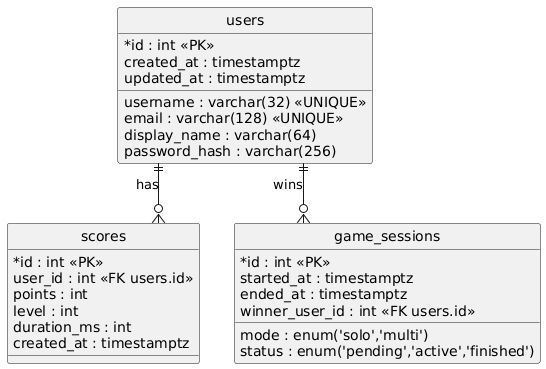 users
*id : int «PK»
created_at : timestamptz
updated_at : timestamptz
username : varchar(32) «UNIQUE»
email : varchar(128) «UNIQUE»
display_name : varchar(64)
password_hash : varchar(256)
has
wins
scores
*id : int «PK»
user_id : int «FK users.id»
points : int
level : int
duration_ms : int
created_at : timestamptz
game_sessions
*id : int «PK»
started_at : timestamptz
ended_at : timestamptz
winner_user_id : int «FK users.id»
mode : enum('solo','multi')
status : enum('pending','active','finished')